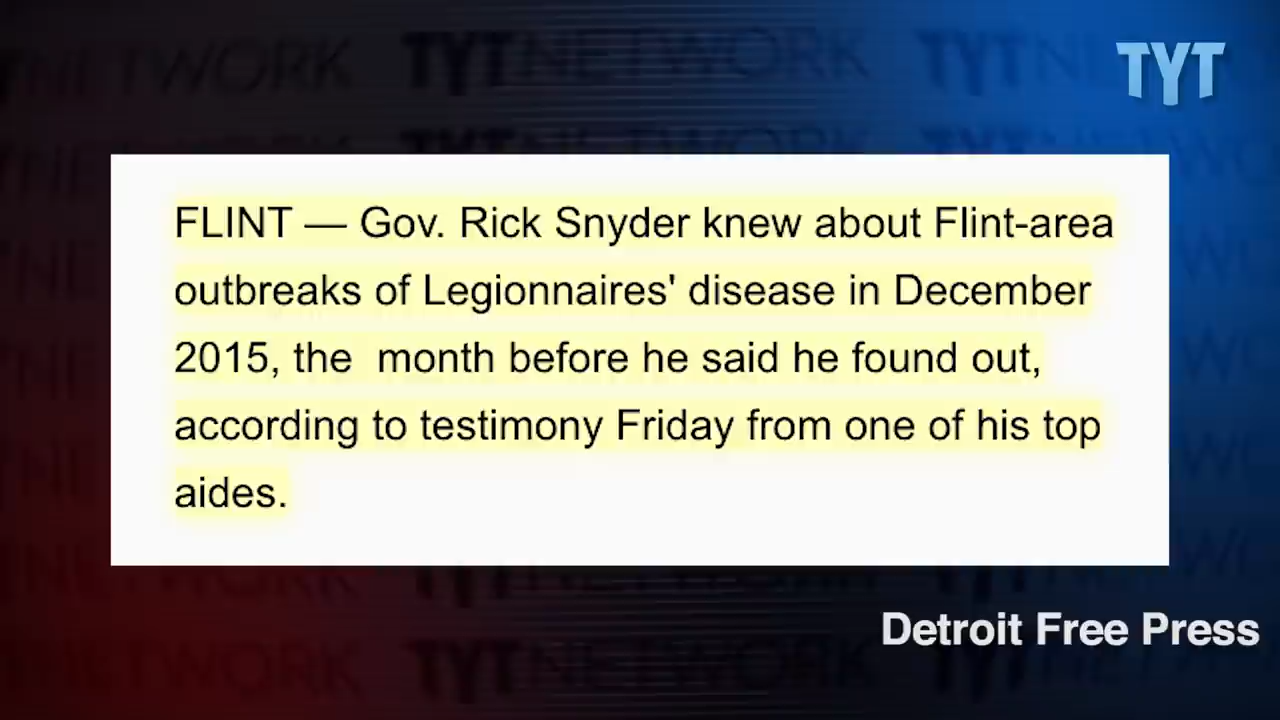 TYT
FLINT — Gov. Rick Snyder knew about Flint-area
outbreaks of Legionnaires' disease in December
2015, the  month before he said he found out,
according to testimony Friday from one of his top
aides.
Detroit Free Press